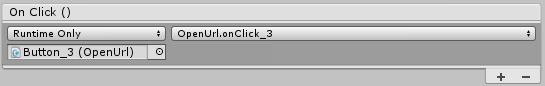 On Click ()
Runtime Only OpenUrl.onClick_3
Button_3 (OpenUrl)
+ −